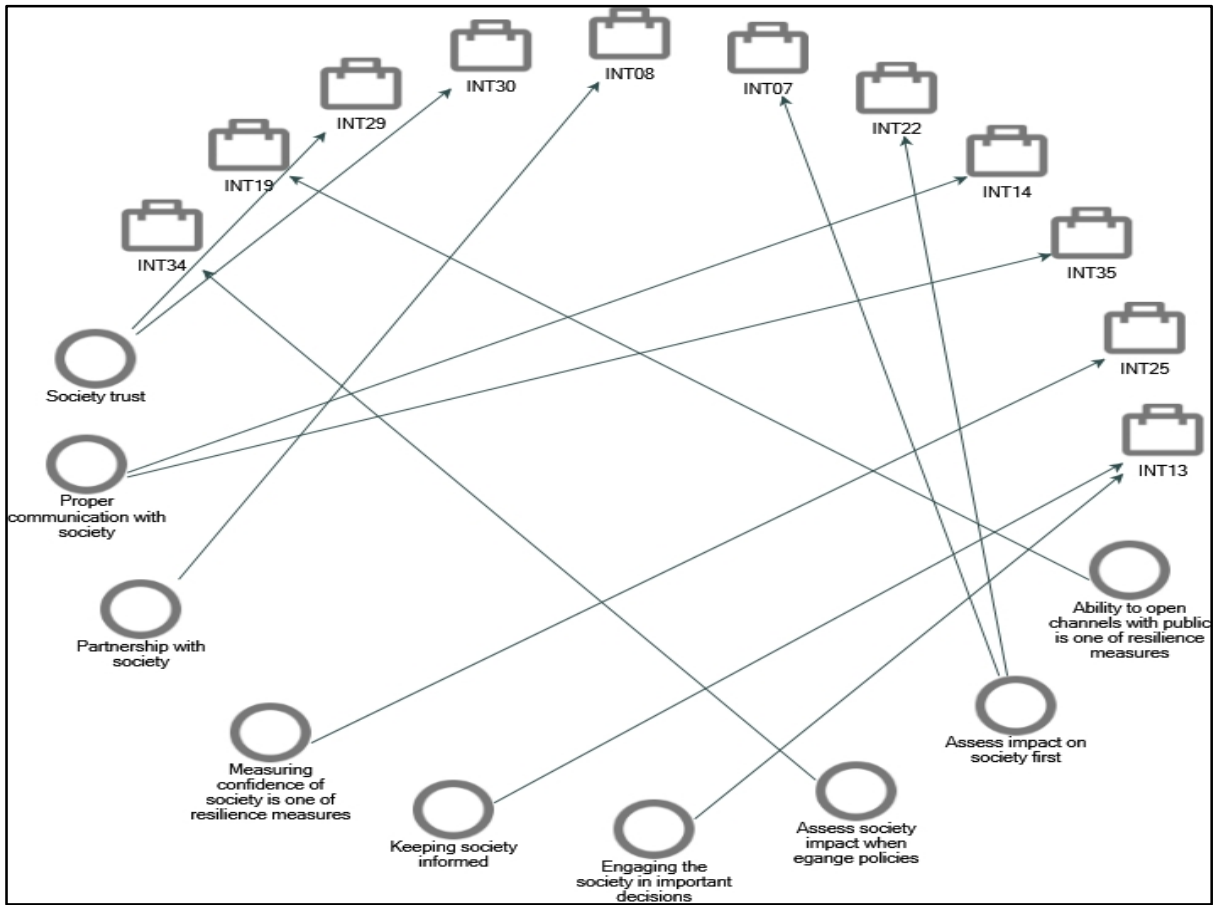 INT08
INT30
INT07
INT29
INT22
INT19
INT14
INT34
INT35
INT25
Society trust
INT13
Proper
communication with
society
Ability to open
channels with public
is one of resilience
measures
Partnership with
society
Assess impact on
society first
Measuring
confidence of
society is one of
resilience measures
Keeping society
informed
Assess society
impact when
egange policies
Engaging the
society in important
decisions